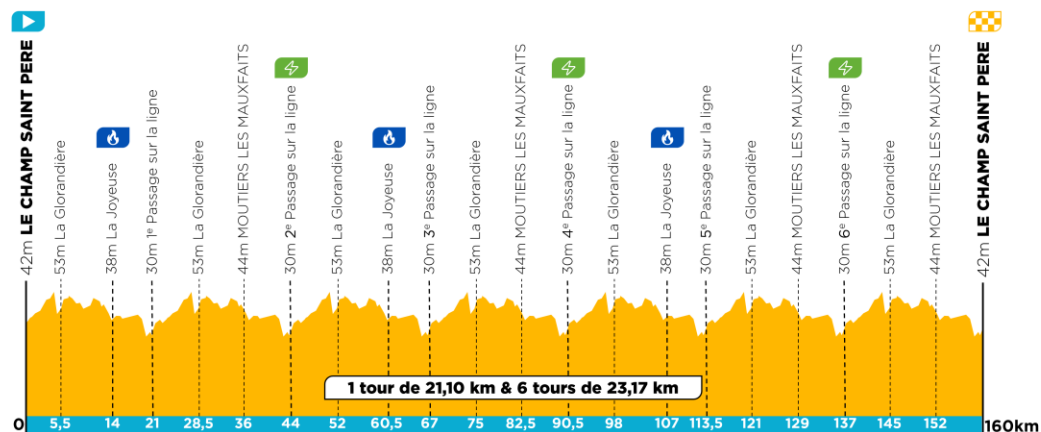 42m LE CHAMP SAINT PERE
53m La Glorandière
38m La Joyeuse
30m 1e Passage sur la ligne
53m La Glorandière
44m MOUTIERS LES MAUXFAITS
30m 2e Passage sur la ligne
53m La Glorandière
38m La Joyeuse
30m 3e Passage sur la ligne
53m La Glorandière
44m MOUTIERS LES MAUXFAITS
30m 4e Passage sur la ligne
53m La Glorandière
38m La Joyeuse
30m 5e Passage sur la ligne
53m La Glorandière
44m MOUTIERS LES MAUXFAITS
30m 6e Passage sur la ligne
53m La Glorandière
44m MOUTIERS LES MAUXFAITS
42m LE CHAMP SAINT PERE
1 tour de 21,10 km & 6 tours de 23,17 km
0 5,5 14 21 28,5 36 44 52 60,5 67 75 82,5 90,5 98 107 113,5 121 129 137 145 152 160km